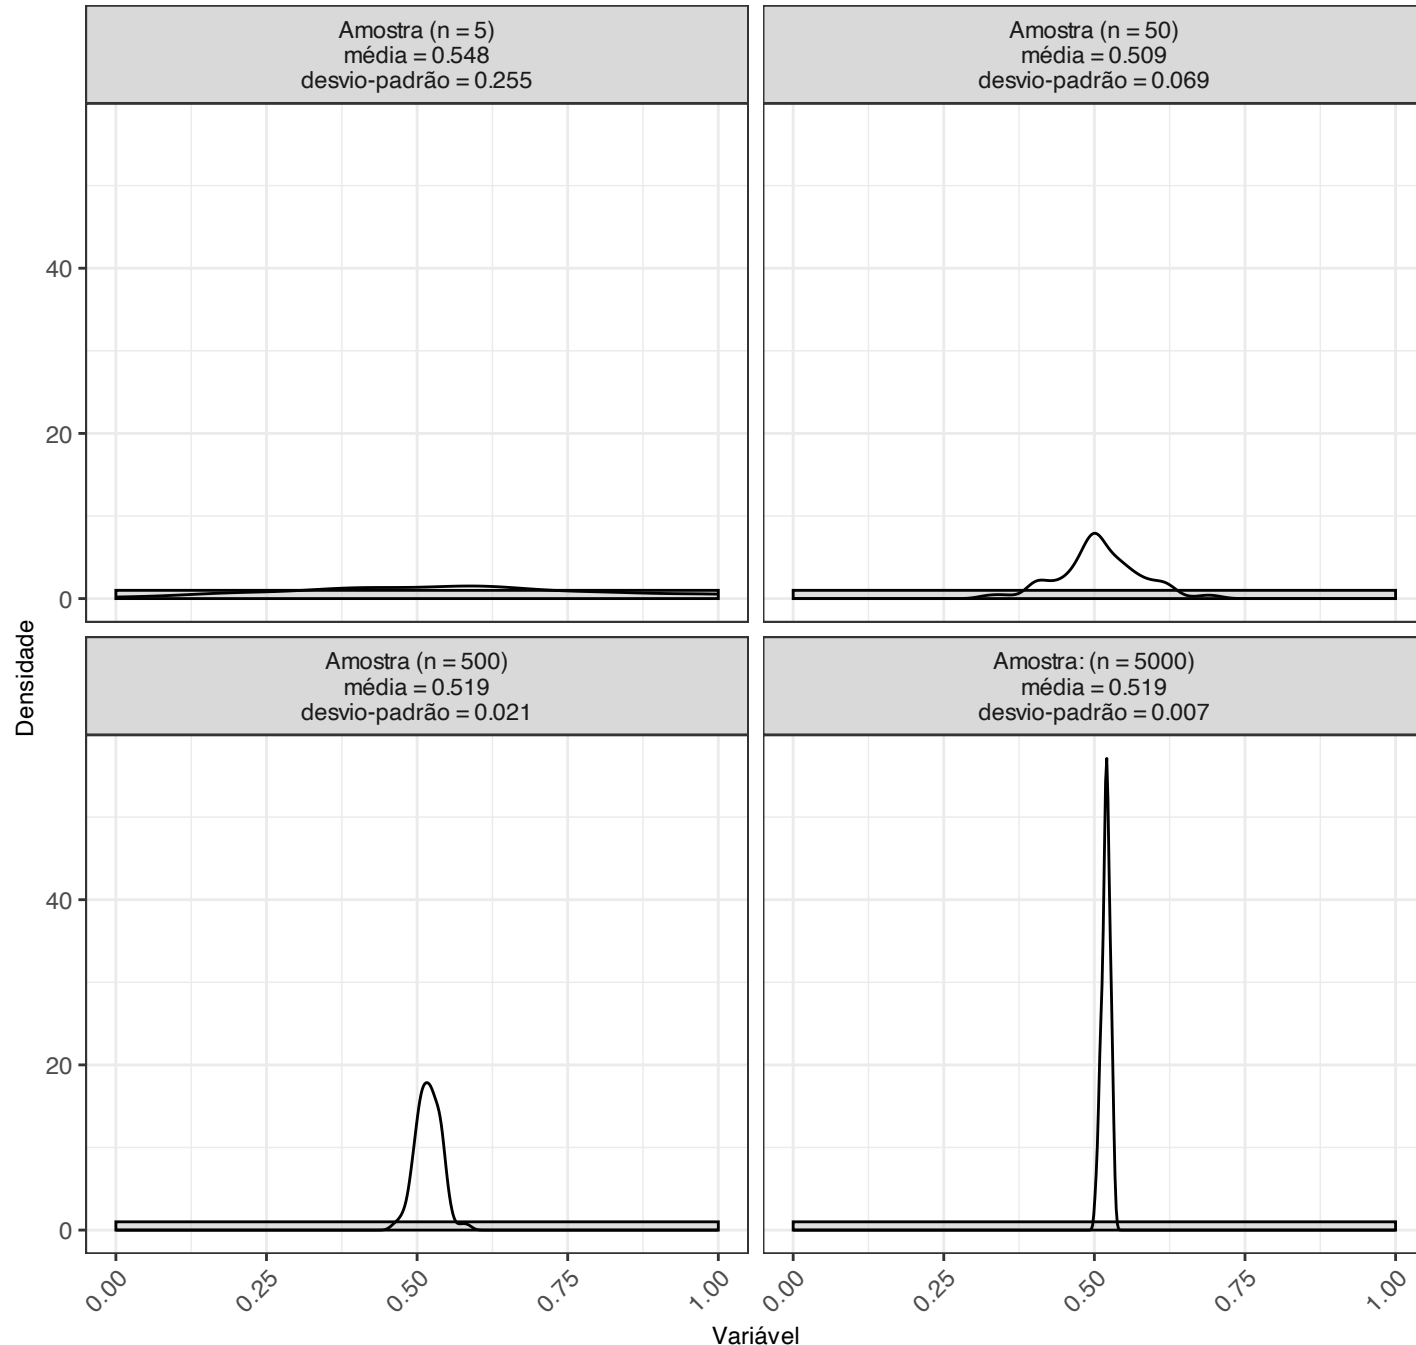 Amostra (n = 5)
média = 0.548
desvio-padrão = 0.255
Amostra (n = 50)
média = 0.509
desvio-padrão = 0.069
40
20
0
Amostra (n = 500)
média = 0.519
desvio-padrão = 0.021
Amostra: (n = 5000)
média = 0.519
desvio-padrão = 0.007
Densidade
40
20
0
0.00
0.25
0.50
0.75
1.00
0.00
0.25
0.50
0.75
1.00
Variável